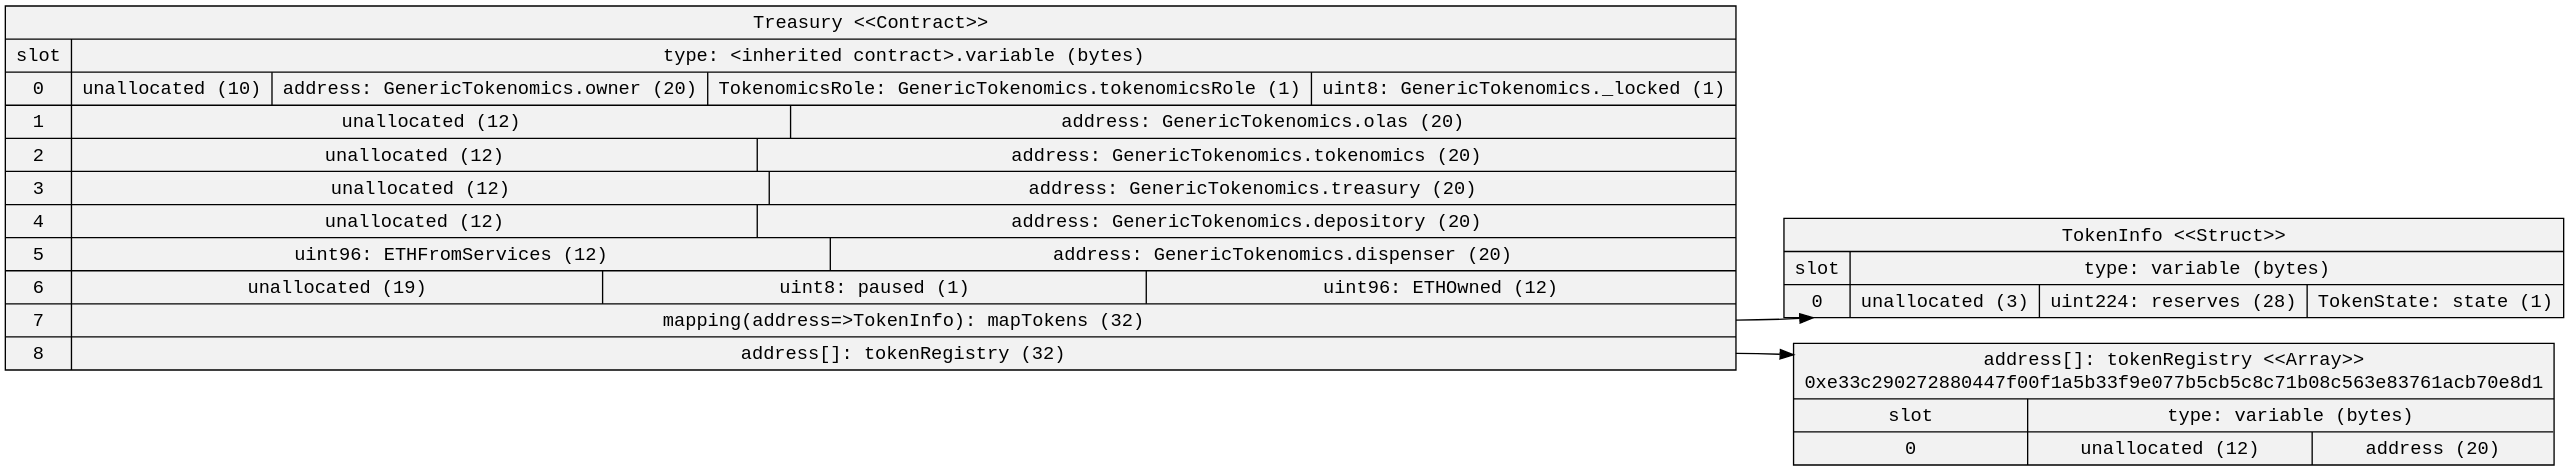 Treasury <<Contract>>
slot type: <inherited contract>.variable (bytes)
0 unallocated (10) address: GenericTokenomics.owner (20) TokenomicsRole: GenericTokenomics.tokenomicsRole (1) uint8: GenericTokenomics._locked (1)
1 unallocated (12) address: GenericTokenomics.olas (20)
2 unallocated (12) address: GenericTokenomics.tokenomics (20)
3 unallocated (12) address: GenericTokenomics.treasury (20)
4 unallocated (12) address: GenericTokenomics.depository (20)
5 uint96: ETHFromServices (12) address: GenericTokenomics.dispenser (20)
6 unallocated (19) uint8: paused (1) uint96: ETHOwned (12)
7 mapping(address=>TokenInfo): mapTokens (32)
8 address[]: tokenRegistry (32)
TokenInfo <<Struct>>
slot type: variable (bytes)
0 unallocated (3) uint224: reserves (28) TokenState: state (1)
address[]: tokenRegistry <<Array>>
0xe33c290272880447f00f1a5b33f9e077b5cb5c8c71b08c563e83761acb70e8d1
slot type: variable (bytes)
0 unallocated (12) address (20)